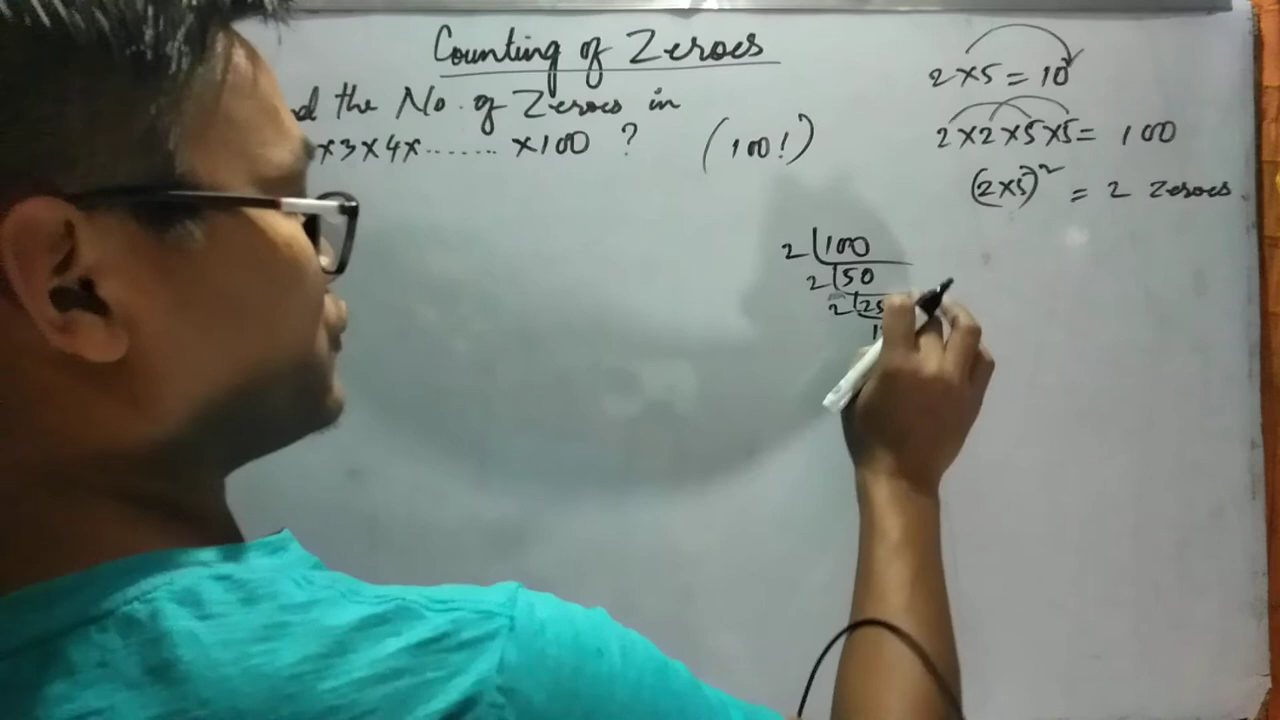 Counting of Zeroes
the No. of Zeroes in
×3×4×........ ×100 ? (100!)
2×5=10
2×2×5×5= 100
(2×5)² = 2 Zeroes
2 100
2 50
2 25
1